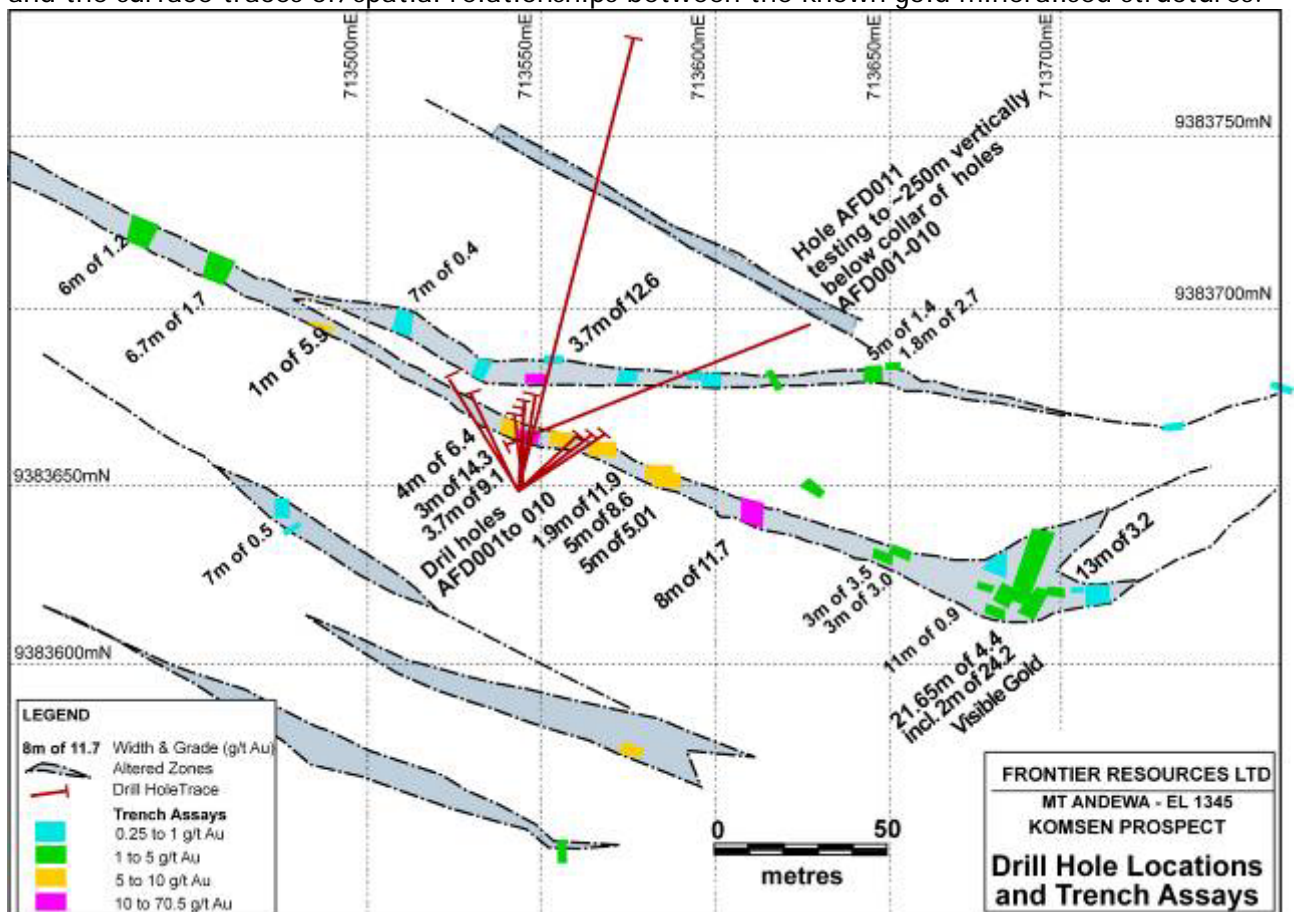 and the surface traces of/spatial relationships between the known gold mineralised structures.
713500mE
713550mE
713600mE
713650mE
713700mE
9383750mN
9383700mN
9383650mN
9383600mN
Hole AFD011
testing to ~250m vertically
below collar of holes
AFD001-010
6m of 1.2
6.7m of 1.7
1m of 5.9
7m of 0.4
3.7m of 12.6
5m of 1.4
1.8m of 2.7
4m of 6.4
3m of 14.3
3.7m of 9.1
Drill holes
AFD001to 010
1.9m of 11.9
5m of 8.6
5m of 5.01
8m of 11.7
7m of 0.5
3m of 3.5
3m of 3.0
11m of 0.9
21.65m of 4.4
incl. 2m of 24.2
Visible Gold
13m of 3.2
LEGEND
8m of 11.7 Width & Grade (g/t Au)
Altered Zones
Drill HoleTrace
Trench Assays
0.25 to 1 g/t Au
1 to 5 g/t Au
5 to 10 g/t Au
10 to 70.5 g/t Au
0 50
metres
FRONTIER RESOURCES LTD
MT ANDEWA - EL 1345
KOMSEN PROSPECT
Drill Hole Locations
and Trench Assays